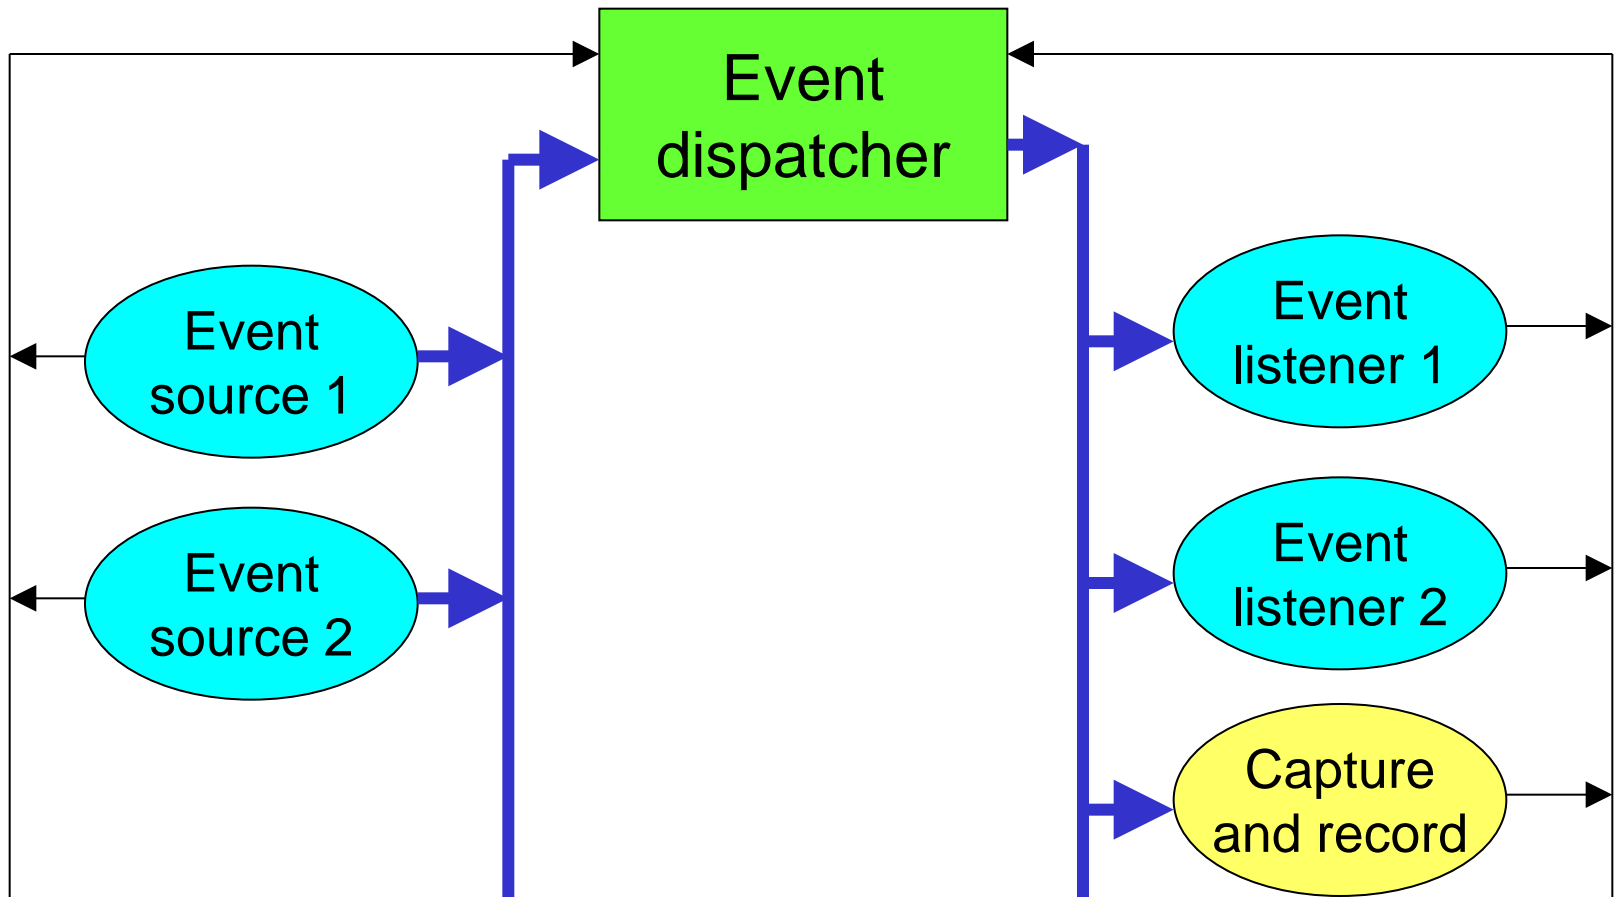 Event
dispatcher
Event
source 1
Event
listener 1
Event
source 2
Event
listener 2
Capture
and record